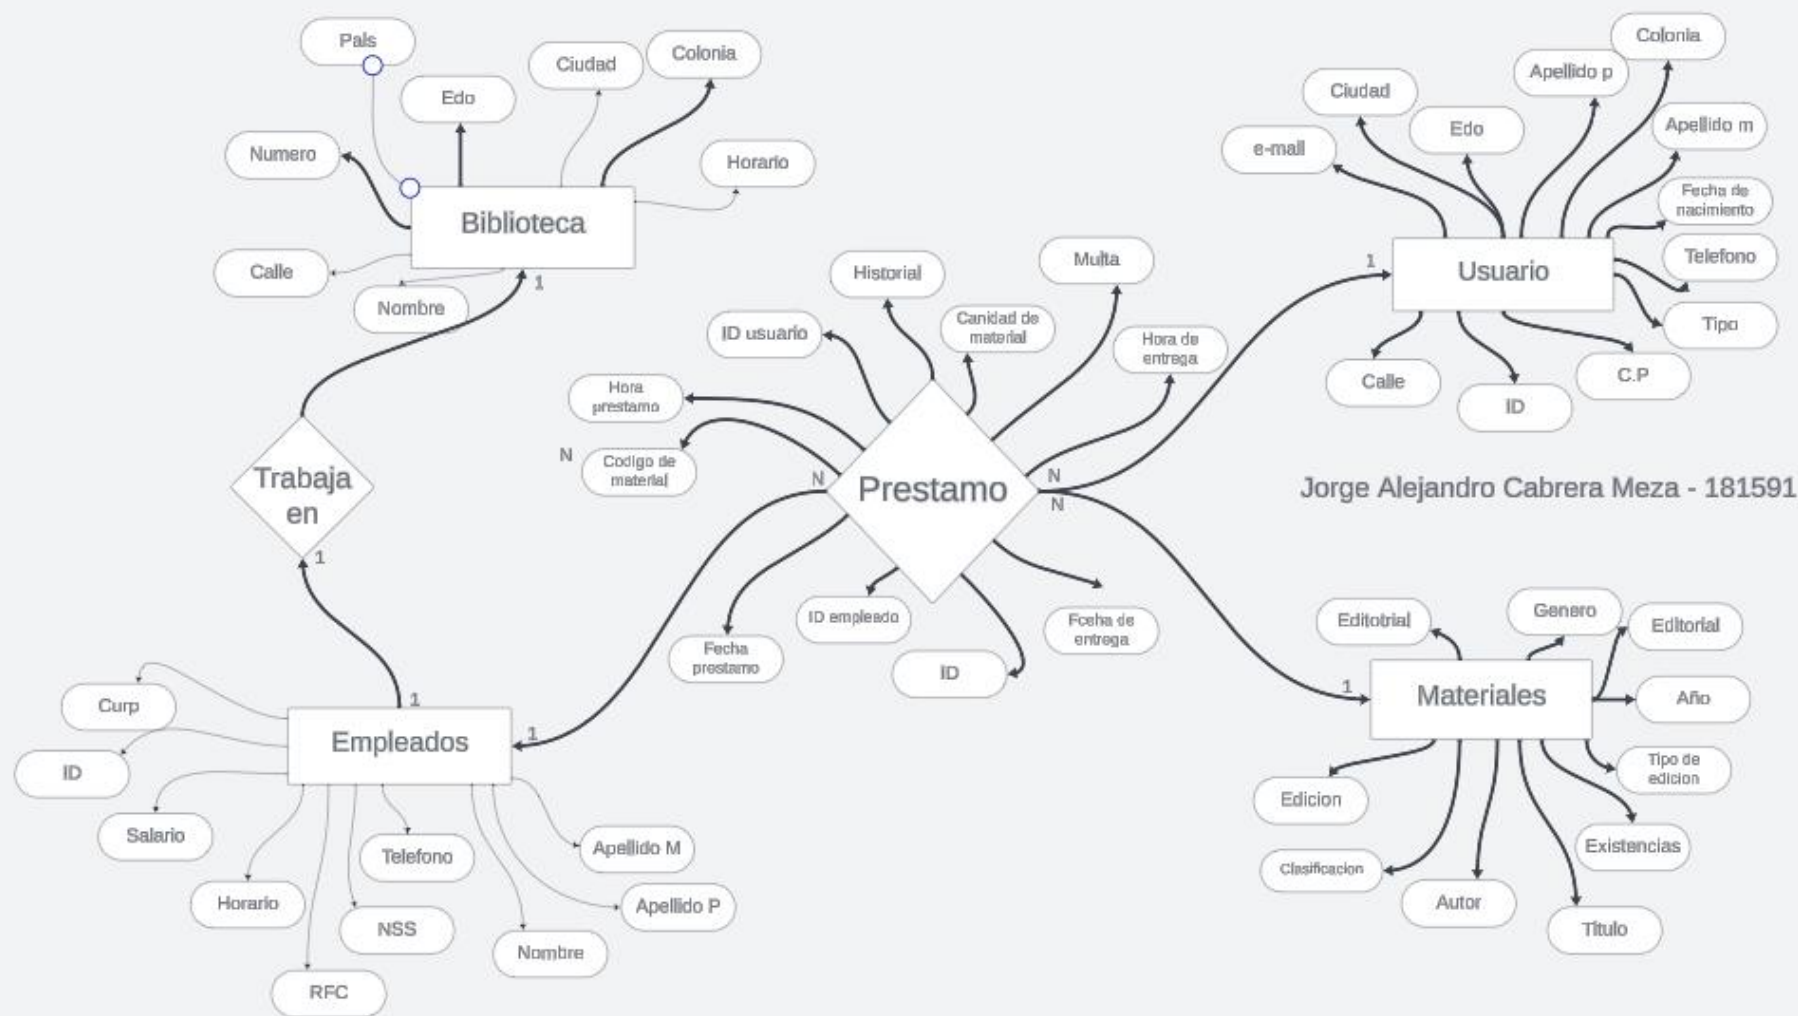 País
Edo
Ciudad
Colonia
Numero
Horario
Biblioteca
Calle
Nombre
1
Trabaja
en
1
Colonia
Apellido p
Ciudad
Edo
Apellido m
e-mail
Fecha de
nacimiento
Usuario
1
Telefono
Tipo
Calle
C.P
ID
Historial
Multa
ID usuario
Canidad de
material
Hora de
entrega
Hora
prestamo
N
Codigo de
material
N
Prestamo
N
N
Jorge Alejandro Cabrera Meza - 181591
ID empleado
Fceha de
entrega
Fecha
prestamo
ID
Edítotrial
Genero
Editorial
1
Materiales
Año
Edicion
Tipo de
edicion
Existencias
Clasificacion
Autor
Titulo
Curp
1
Empleados
1
ID
Salario
Telefono
Apellido M
Horario
NSS
Apellido P
Nombre
RFC